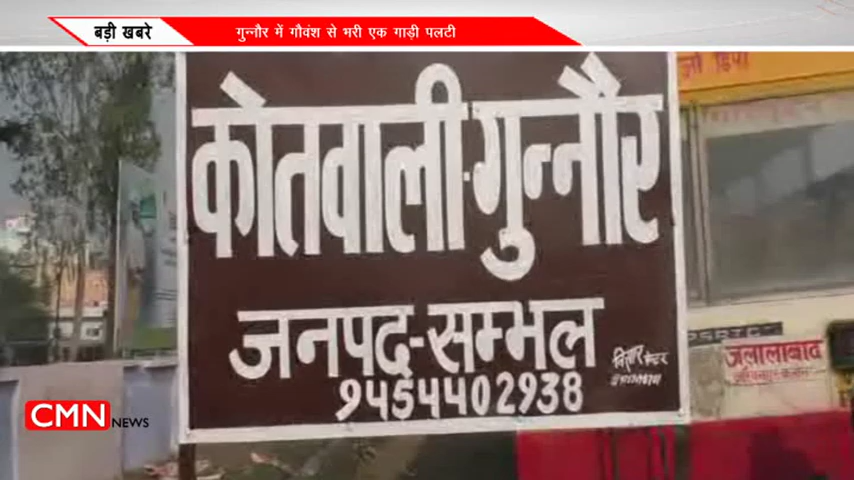 बड़ी खबरे
गुन्नौर में गौवंश से भरी एक गाड़ी पलटी
कोतवाली-गुन्नौर
जनपद-सम्भल
9454402938
जलालाबाद
CMN NEWS